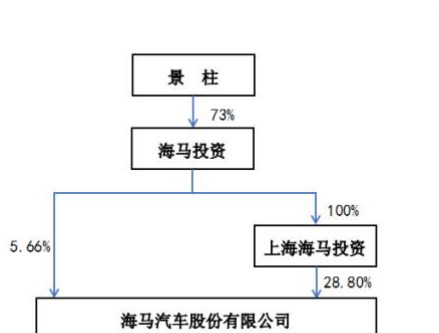 景 柱
73%
海马投资
100%
5.66%
上海海马投资
28.80%
海马汽车股份有限公司